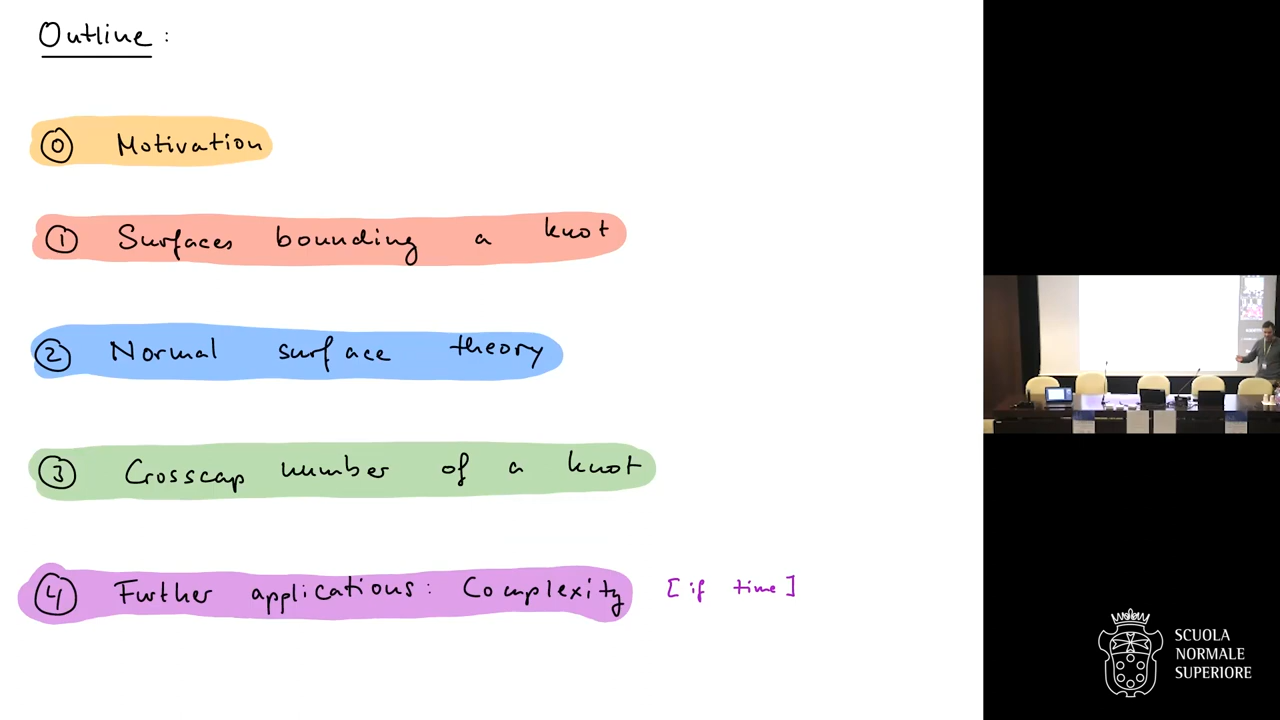 Outline :
0 Motivation
1 Surfaces bounding a knot
2 Normal surface theory
3 Crosscap number of a knot
4 Further applications: Complexity [if time]
SCUOLA
NORMALE
SUPERIORE